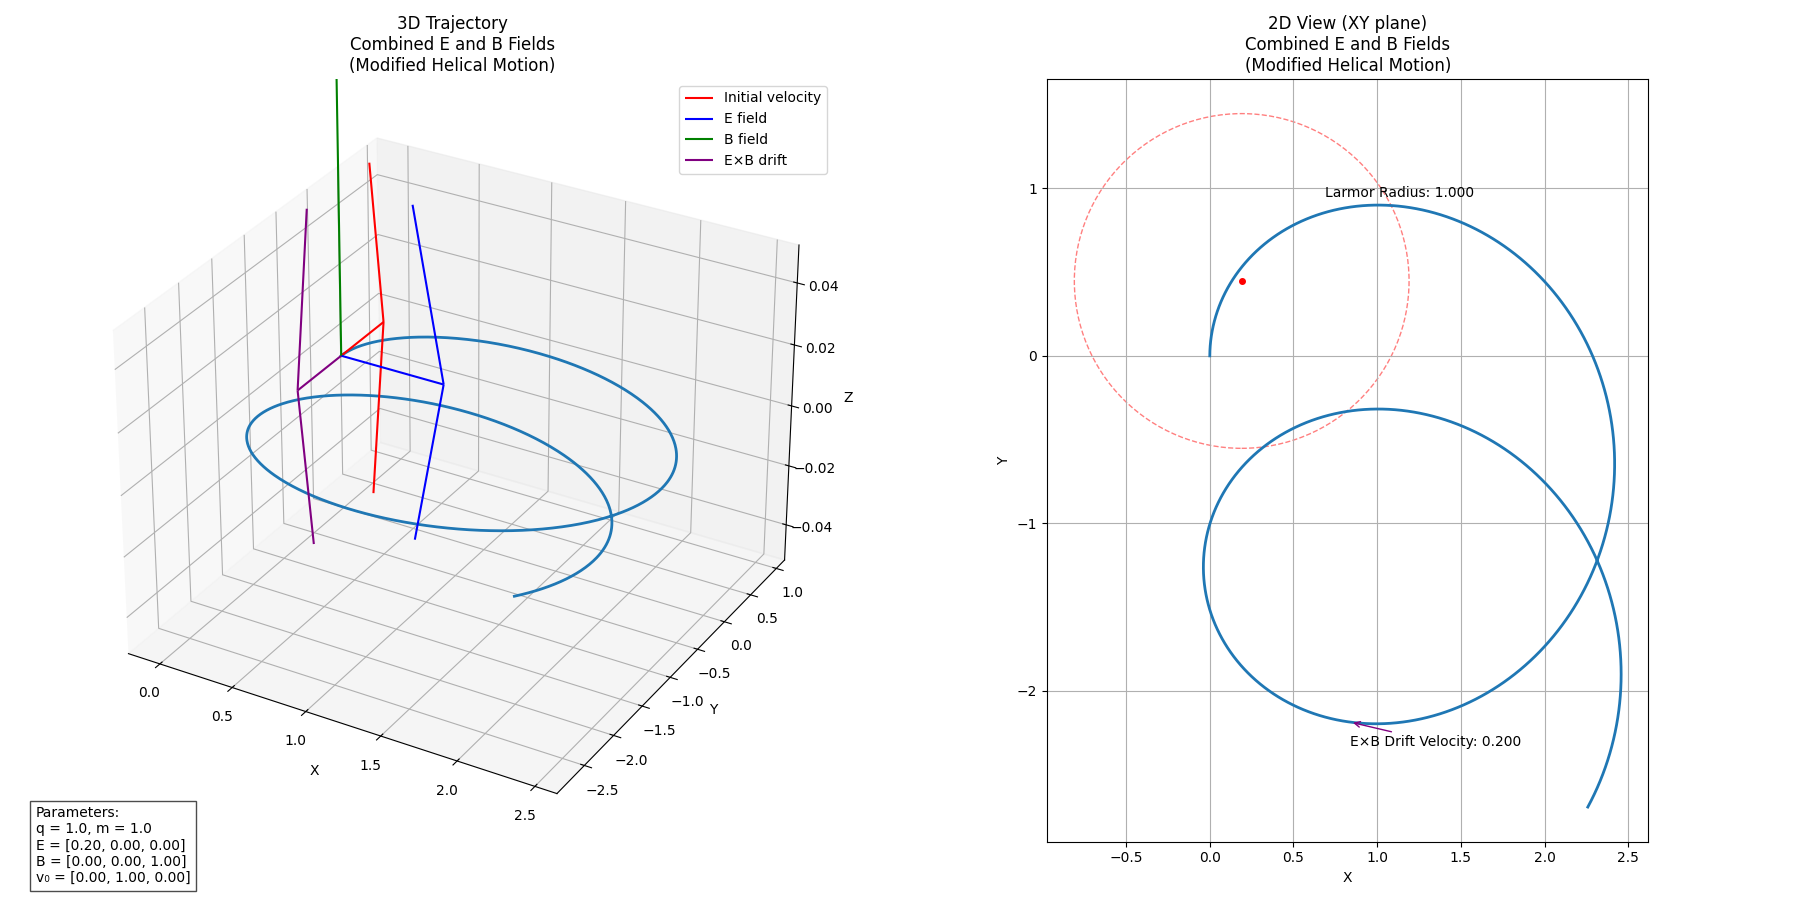 3D Trajectory
Combined E and B Fields
(Modified Helical Motion)
Initial velocity
E field
B field
E×B drift
0.04
0.02
0.00
−0.02
−0.04
Z
1.0
0.5
0.0
−0.5
−1.0
−1.5
−2.0
−2.5
Y
0.0
0.5
1.0
1.5
2.0
2.5
X
Parameters:
q = 1.0, m = 1.0
E = [0.20, 0.00, 0.00]
B = [0.00, 0.00, 1.00]
v₀ = [0.00, 1.00, 0.00]
2D View (XY plane)
Combined E and B Fields
(Modified Helical Motion)
Larmor Radius: 1.000
E×B Drift Velocity: 0.200
1
0
−1
−2
Y
−0.5
0.0
0.5
1.0
1.5
2.0
2.5
X